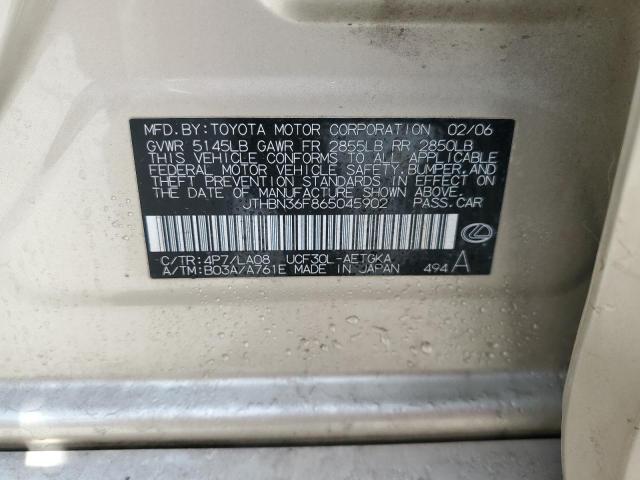 MFD.BY:TOYOTA MOTOR CORPORATION 02/06
GVWR 5145LB GAWR FR 2855LB RR 2850LB
THIS VEHICLE CONFORMS TO ALL APPLICABLE
FEDERAL MOTOR VEHICLE SAFETY,BUMPER,AND
THEFT PREVENTION STANDARDS IN EFFECT ON
THE DATE OF MANUFACTURE SHOWN ABOVE.
JTHBN36F865045902 PASS.CAR
C/TR:4P7/LA08 UCF30L-AETGKA
A/TM:B03A/A761E MADE IN JAPAN 494 A